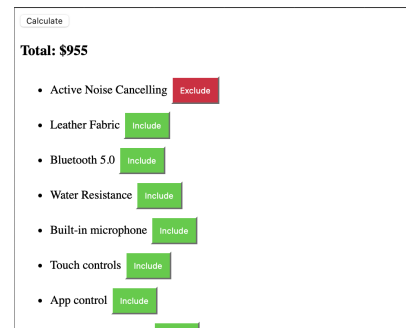 Calculate
Total: $955
Active Noise Cancelling Exclude
Leather Fabric Include
Bluetooth 5.0 Include
Water Resistance Include
Built-in microphone Include
Touch controls Include
App control Include